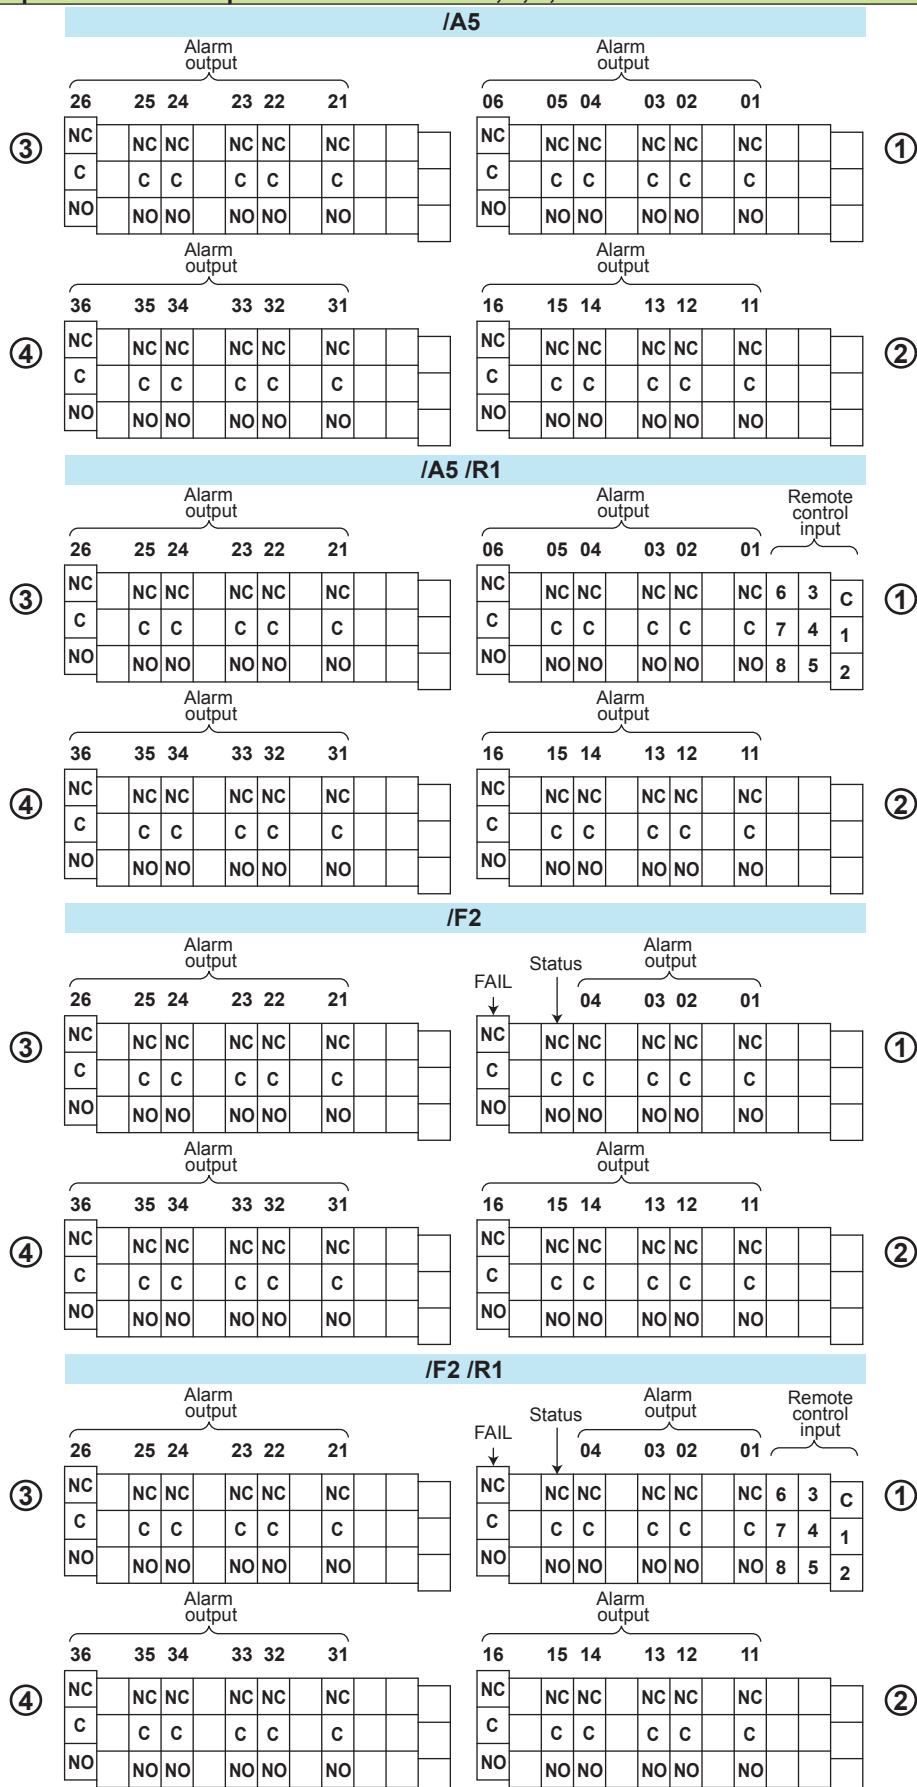 /A5
Alarm output Alarm output
26 25 24 23 22 21 06 05 04 03 02 01
③ NC NC NC NC NC NC NC NC NC NC NC NC ①
C C C C C C C C C C C C
NO NO NO NO NO NO NO NO NO NO NO NO
Alarm output Alarm output
36 35 34 33 32 31 16 15 14 13 12 11
④ NC NC NC NC NC NC NC NC NC NC NC NC ②
C C C C C C C C C C C C
NO NO NO NO NO NO NO NO NO NO NO NO
/A5 /R1
Alarm output Alarm output Remote control input
26 25 24 23 22 21 06 05 04 03 02 01
③ NC NC NC NC NC NC NC NC NC NC NC NC 6 3 C ①
C C C C C C C C C C C C 7 4 1
NO NO NO NO NO NO NO NO NO NO NO NO 8 5 2
Alarm output Alarm output
36 35 34 33 32 31 16 15 14 13 12 11
④ NC NC NC NC NC NC NC NC NC NC NC NC ②
C C C C C C C C C C C C
NO NO NO NO NO NO NO NO NO NO NO NO
/F2
Alarm output FAIL Status Alarm output
26 25 24 23 22 21 04 03 02 01
③ NC NC NC NC NC NC NC NC NC NC NC NC ①
C C C C C C C C C C C C
NO NO NO NO NO NO NO NO NO NO NO NO
Alarm output Alarm output
36 35 34 33 32 31 16 15 14 13 12 11
④ NC NC NC NC NC NC NC NC NC NC NC NC ②
C C C C C C C C C C C C
NO NO NO NO NO NO NO NO NO NO NO NO
/F2 /R1
Alarm output FAIL Status Alarm output Remote control input
26 25 24 23 22 21 04 03 02 01
③ NC NC NC NC NC NC NC NC NC NC NC NC 6 3 C ①
C C C C C C C C C C C C 7 4 1
NO NO NO NO NO NO NO NO NO NO NO NO 8 5 2
Alarm output Alarm output
36 35 34 33 32 31 16 15 14 13 12 11
④ NC NC NC NC NC NC NC NC NC NC NC NC ②
C C C C C C C C C C C C
NO NO NO NO NO NO NO NO NO NO NO NO